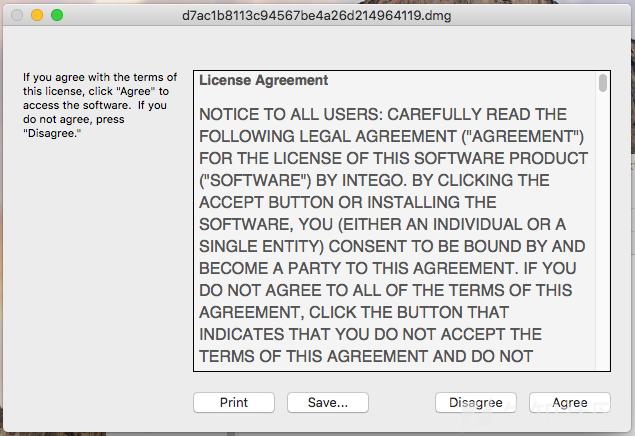 d7ac1b8113c94567be4a26d214964119.dmg
If you agree with the terms of
this license, click "Agree" to
access the software. If you
do not agree, press
"Disagree."
License Agreement
NOTICE TO ALL USERS: CAREFULLY READ THE
FOLLOWING LEGAL AGREEMENT ("AGREEMENT")
FOR THE LICENSE OF THIS SOFTWARE PRODUCT
("SOFTWARE") BY INTEGO. BY CLICKING THE
ACCEPT BUTTON OR INSTALLING THE
SOFTWARE, YOU (EITHER AN INDIVIDUAL OR A
SINGLE ENTITY) CONSENT TO BE BOUND BY AND
BECOME A PARTY TO THIS AGREEMENT. IF YOU
DO NOT AGREE TO ALL OF THE TERMS OF THIS
AGREEMENT, CLICK THE BUTTON THAT
INDICATES THAT YOU DO NOT ACCEPT THE
TERMS OF THIS AGREEMENT AND DO NOT
Print Save... Disagree Agree